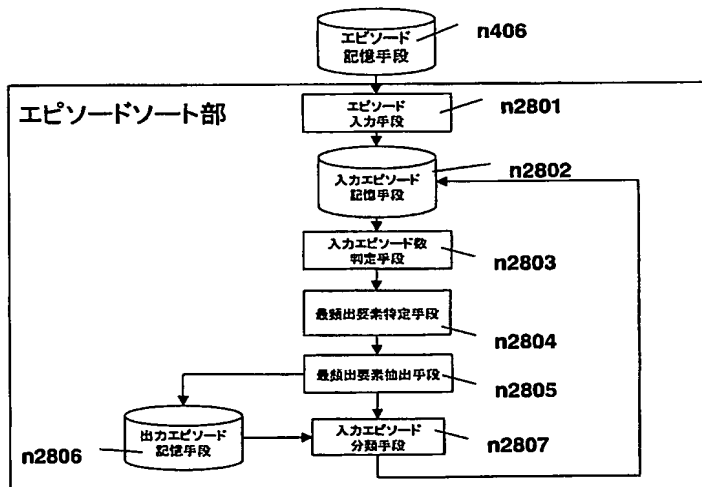 エピソード
記憶手段
n406
エピソードソート部
エピソード
入力手段
n2801
入力エピソード
記憶手段
n2802
入力エピソード数
判定手段
n2803
最頻出要素特定手段
n2804
最頻出要素抽出手段
n2805
出力エピソード
記憶手段
n2806
入力エピソード
分類手段
n2807